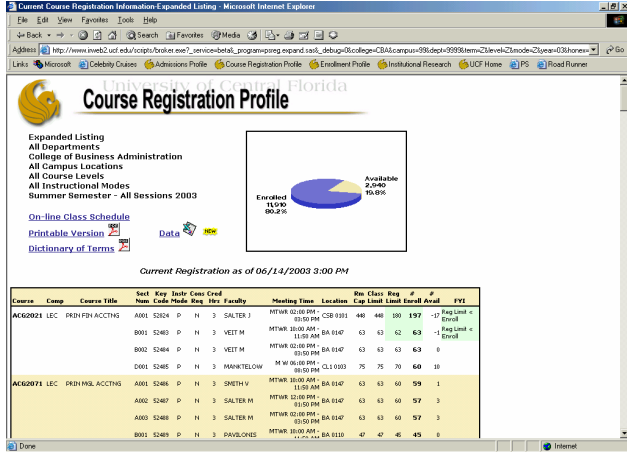 Current Course Registration Information-Expanded Listing - Microsoft Internet Explorer
File Edit View Favorites Tools Help
Back Search Favorites Media
Address http://www.irweb2.ucf.edu/scripts/broker.exe?_service=beta&_program=psreg.expand.sas&_debug=0&college=CBA&campus=99&dept=9999&term=Z&level=Z&mode=Z&year=03&honex= Go
Links Microsoft Celebrity Cruises Admissions Profile Course Registration Profile Enrollment Profile Institutional Research UCF Home PS Road Runner
University of Central Florida
Course Registration Profile
Expanded Listing
All Departments
College of Business Administration
All Campus Locations
All Course Levels
All Instructional Modes
Summer Semester - All Sessions 2003
Available
2,940
19.8%
Enrolled
11,910
80.2%
On-line Class Schedule
Printable Version Data NEW
Dictionary of Terms
Current Registration as of 06/14/2003 3:00 PM
Sect Key Instr Cons Cred Rm Class Reg # #
Course Comp Course Title Num Code Mode Req Hrs Faculty Meeting Time Location Cap Limit Limit Enroll Avail FYI
ACG2021 LEC PRIN FIN ACCTNG A001 52024 P N 3 SALTER J MTWR 02:00 PM - 03:50 PM CSB 0101 448 448 180 197 -17 Reg Limit < Enroll
B001 52483 P N 3 VEIT M MTWR 10:00 AM - 11:50 AM BA 0147 63 63 62 63 -1 Reg Limit < Enroll
B002 52484 P N 3 VEIT M MTWR 02:00 PM - 03:50 PM BA 0147 63 63 63 63 0
D001 52485 P N 3 MANKTELOW M W 06:00 PM - 08:50 PM CL1 0103 75 75 70 60 10
ACG2071 LEC PRIN MGL ACCTNG A001 52486 P N 3 SMITH V MTWR 10:00 AM - 11:50 AM BA 0147 63 63 60 59 1
A002 52487 P N 3 SALTER M MTWR 12:00 PM - 01:50 PM BA 0147 63 63 60 57 3
A003 52488 P N 3 SALTER M MTWR 02:00 PM - 03:50 PM BA 0147 63 63 60 57 3
B001 52489 P N 3 PAVILONIS MTWR 10:00 AM - BA 0110 47 47 45 45 0
Done Internet